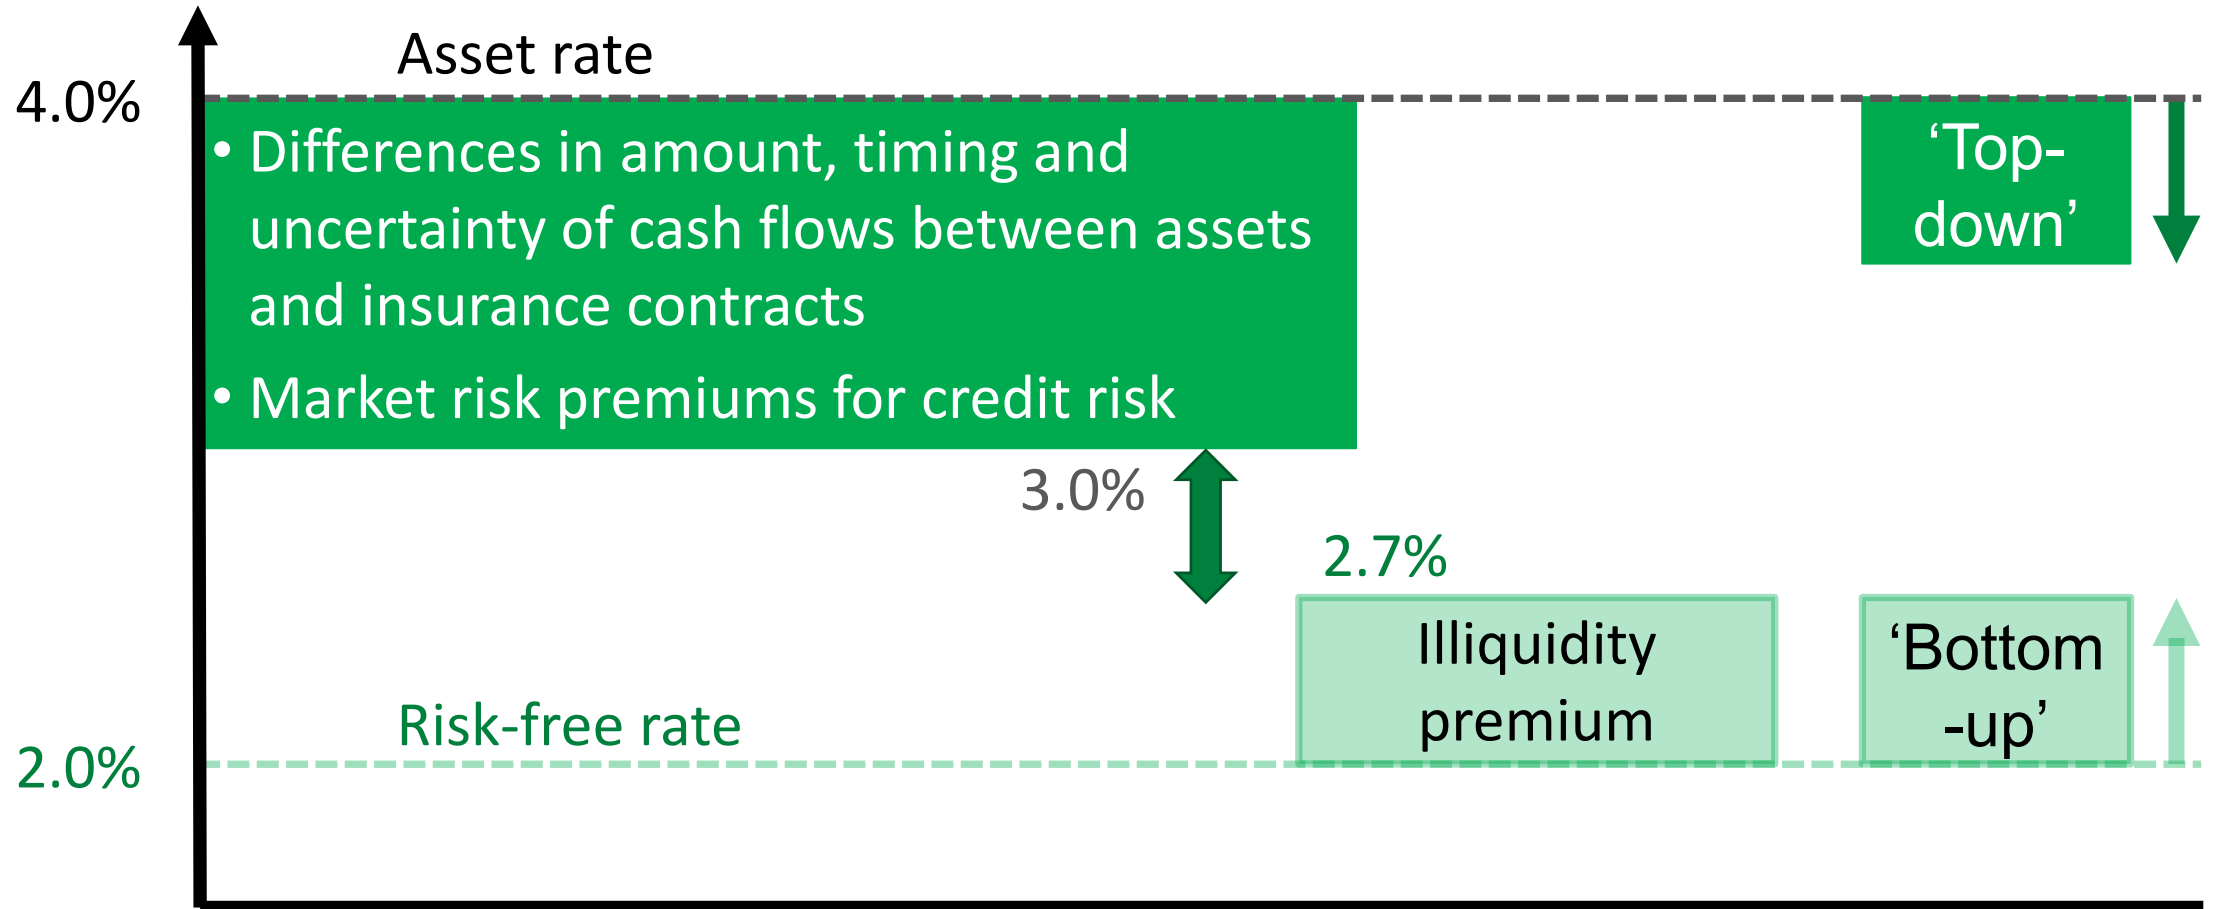 Asset rate
4.0%
• Differences in amount, timing and
uncertainty of cash flows between assets
and insurance contracts
• Market risk premiums for credit risk
‘Top-
down’
3.0%
2.7%
Illiquidity
premium
‘Bottom
-up’
Risk-free rate
2.0%